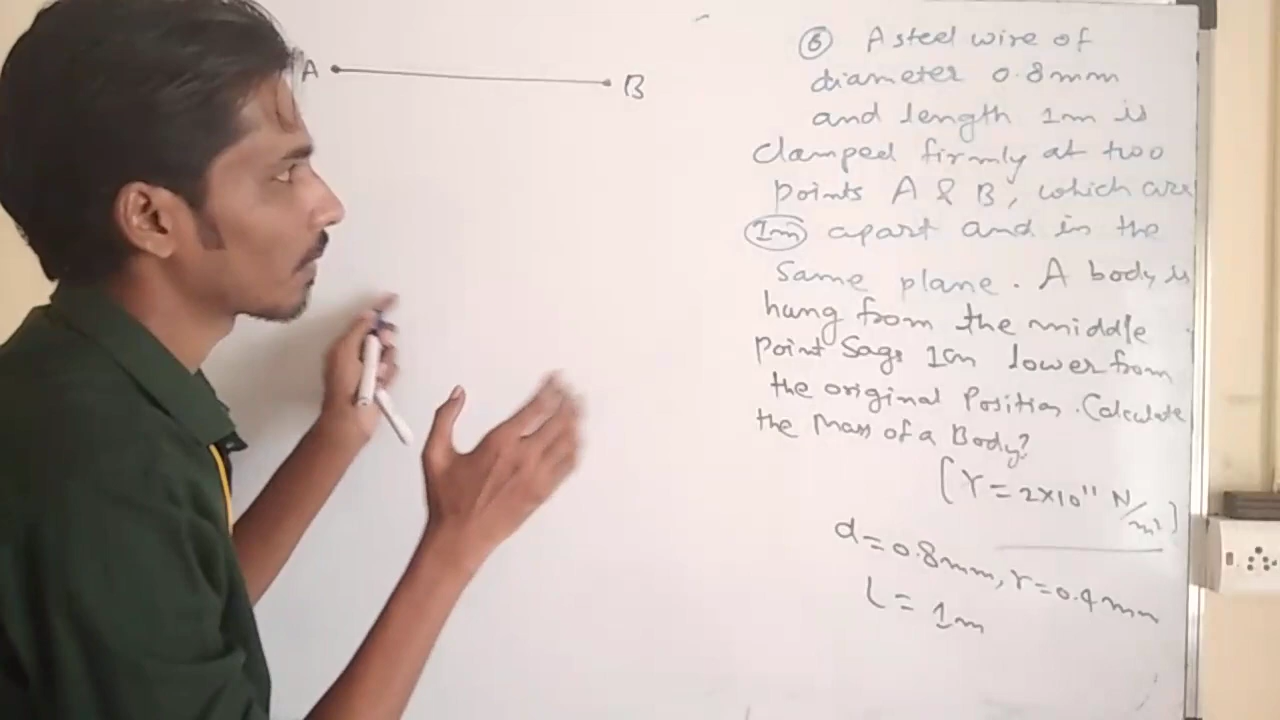 A B
⑥ A steel wire of
diameter 0.8mm
and length 1m is
clamped firmly at two
points A & B, which are
1m apart and in the
same plane. A body is
hung from the middle
point sags 1cm lower from
the original position. Calculate
the mass of a Body?
(Y = 2×10¹¹ N/m²)
d = 0.8mm, r = 0.4mm
L = 1m